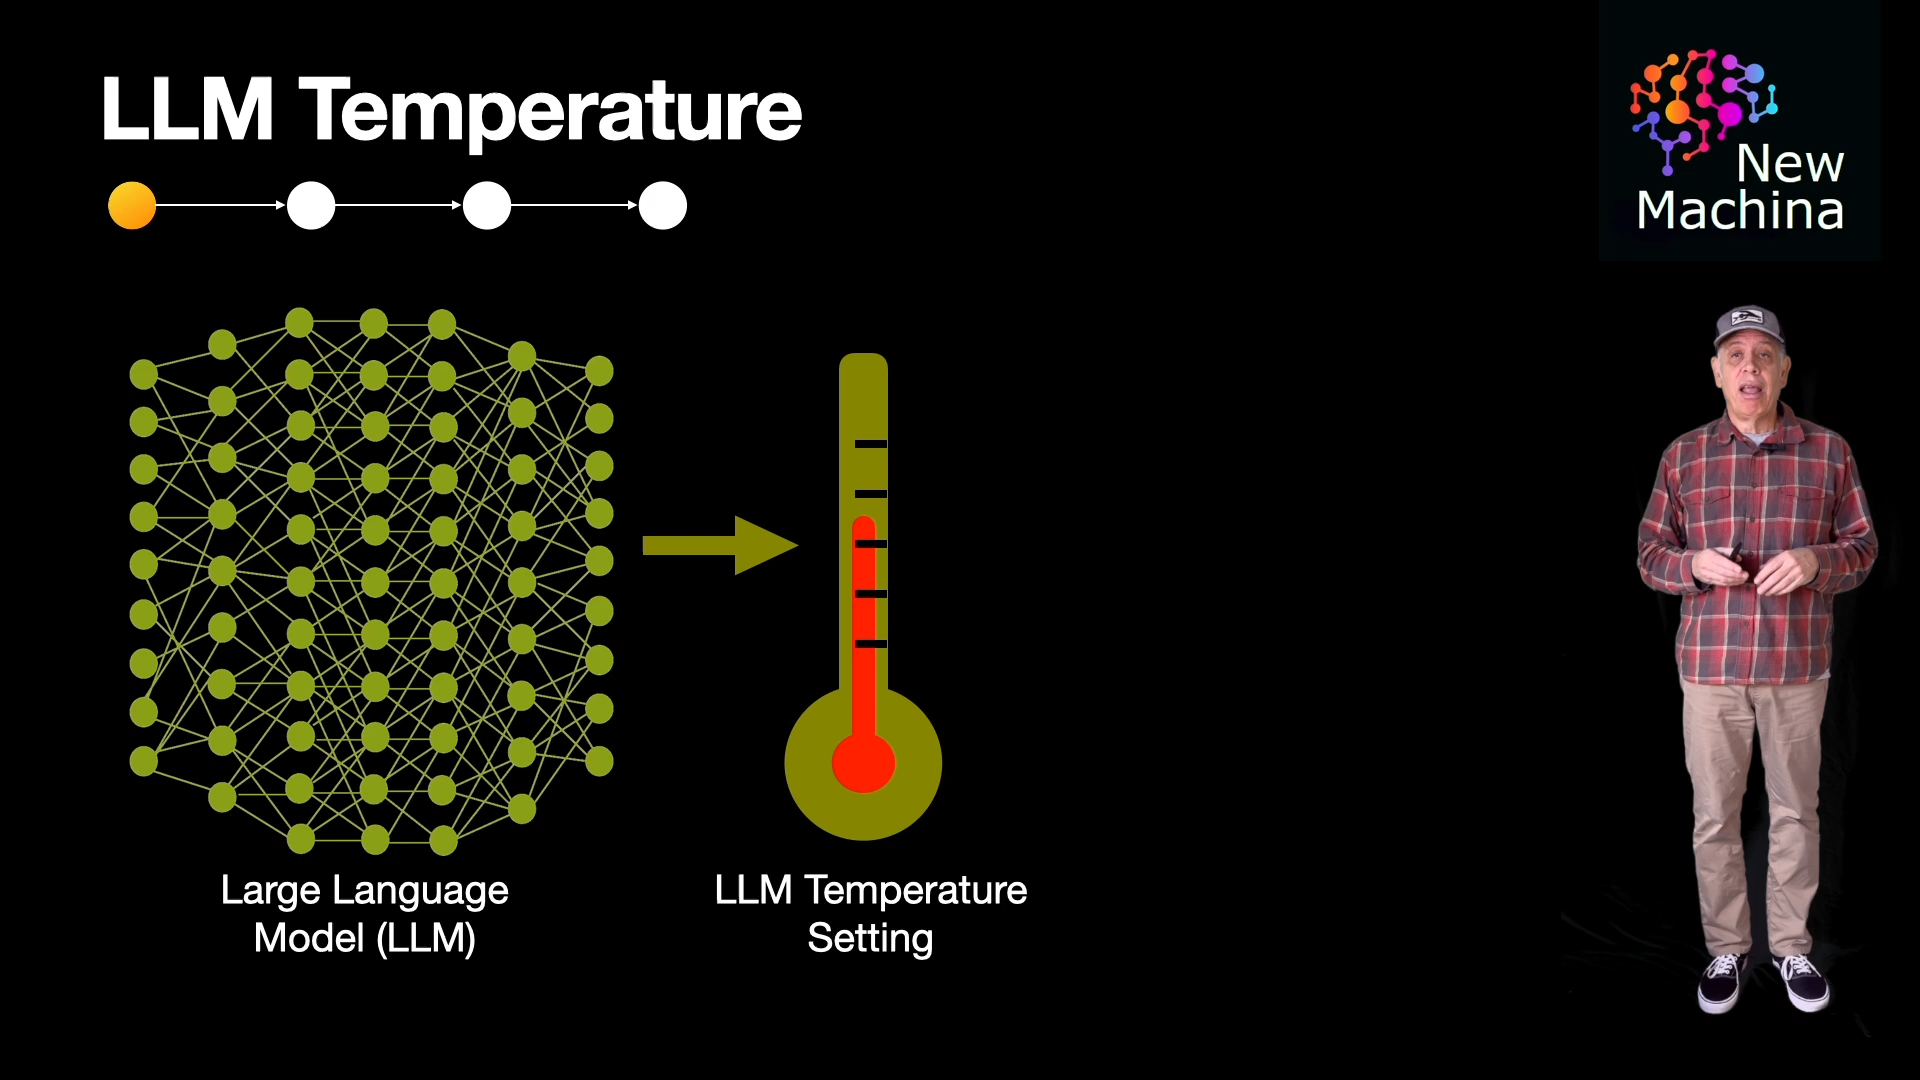 LLM Temperature
New
Machina
Large Language
Model (LLM)
LLM Temperature
Setting